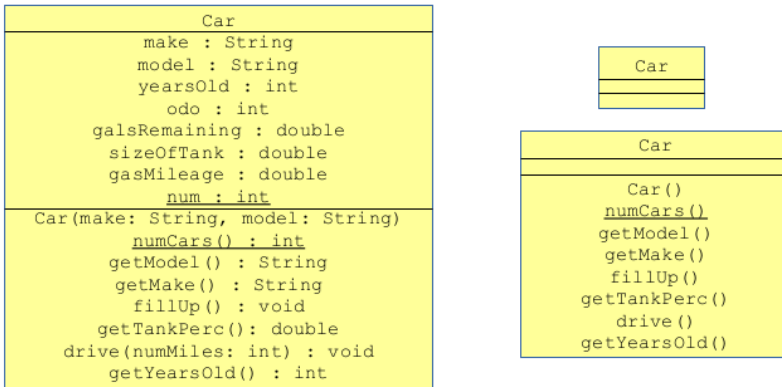 Car
make : String
model : String
yearsOld : int
odo : int
galsRemaining : double
sizeOfTank : double
gasMileage : double
num : int
Car(make: String, model: String)
numCars() : int
getModel() : String
getMake() : String
fillUp() : void
getTankPerc(): double
drive(numMiles: int) : void
getYearsOld() : int
Car
Car
Car()
numCars()
getModel()
getMake()
fillUp()
getTankPerc()
drive()
getYearsOld()